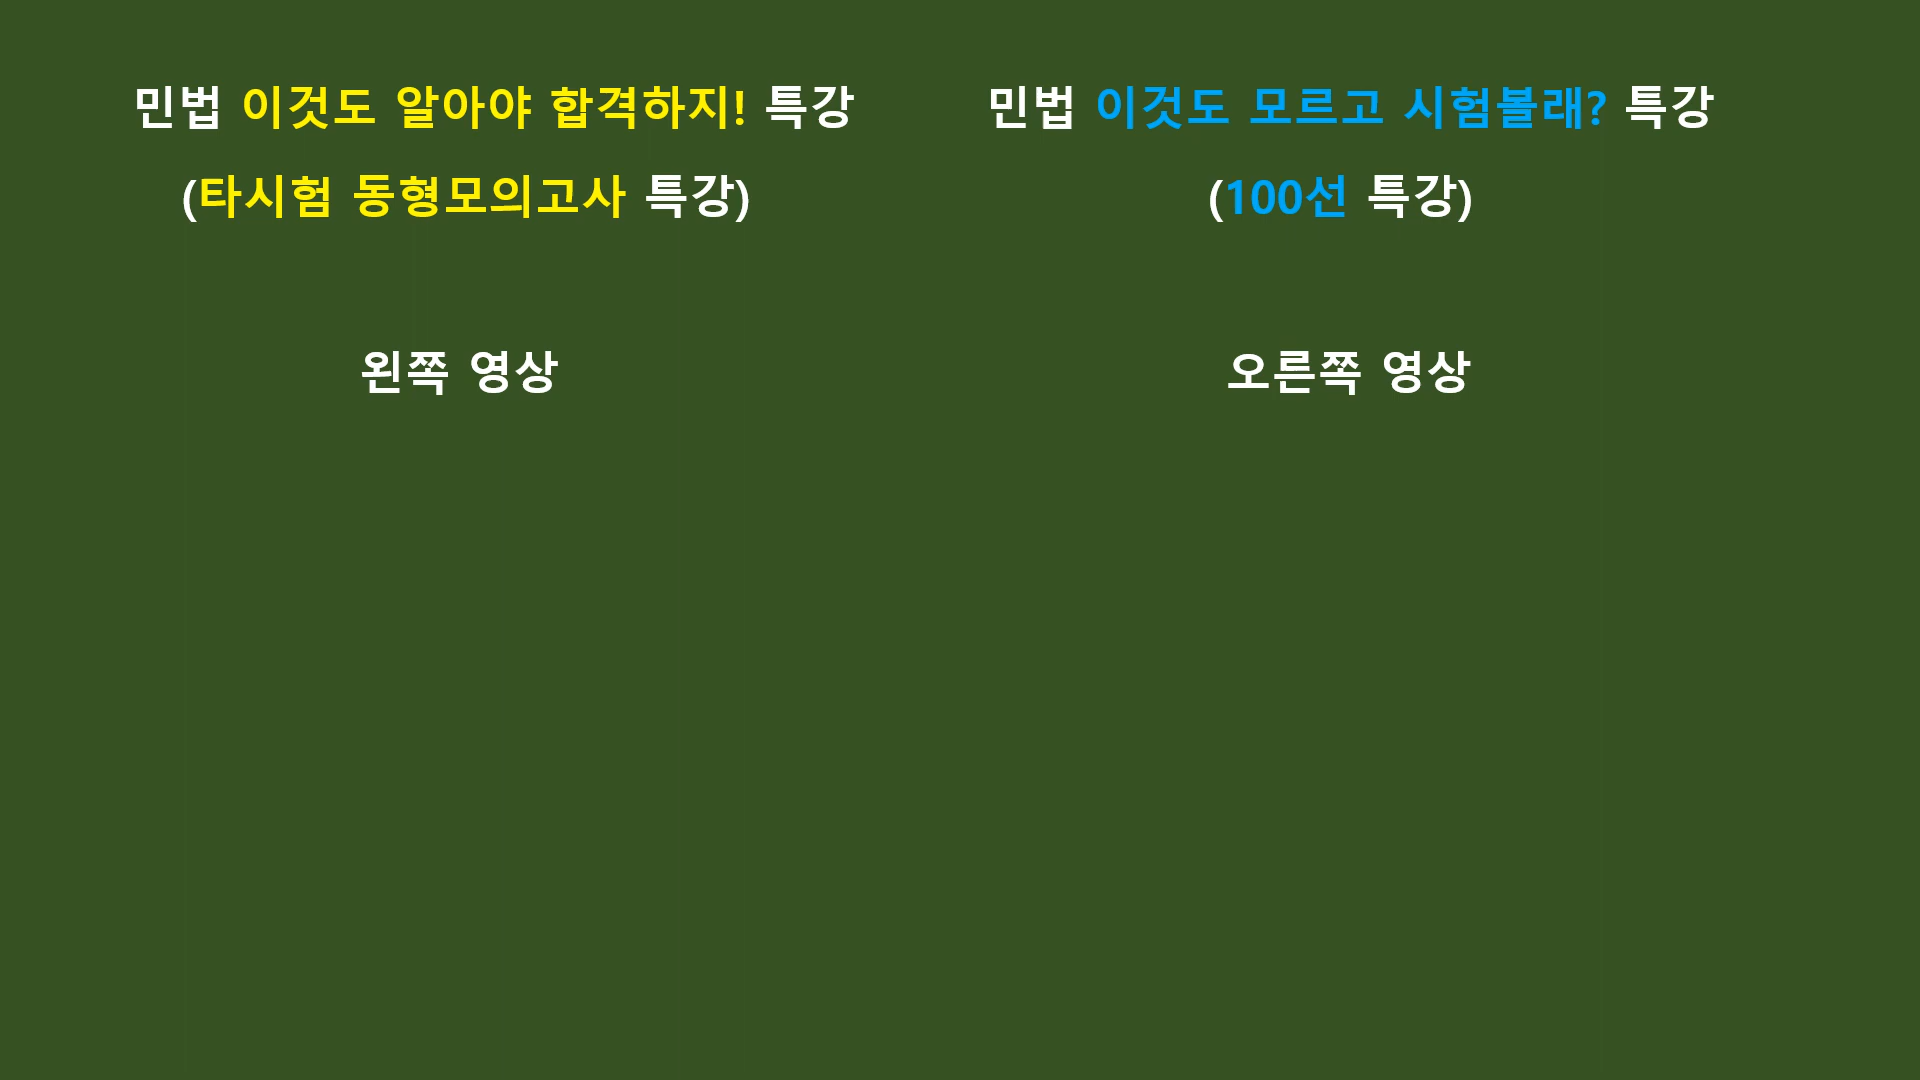 민법 이것도 알아야 합격하지! 특강
(타시험 동형모의고사 특강)
왼쪽 영상
민법 이것도 모르고 시험볼래? 특강
(100선 특강)
오른쪽 영상